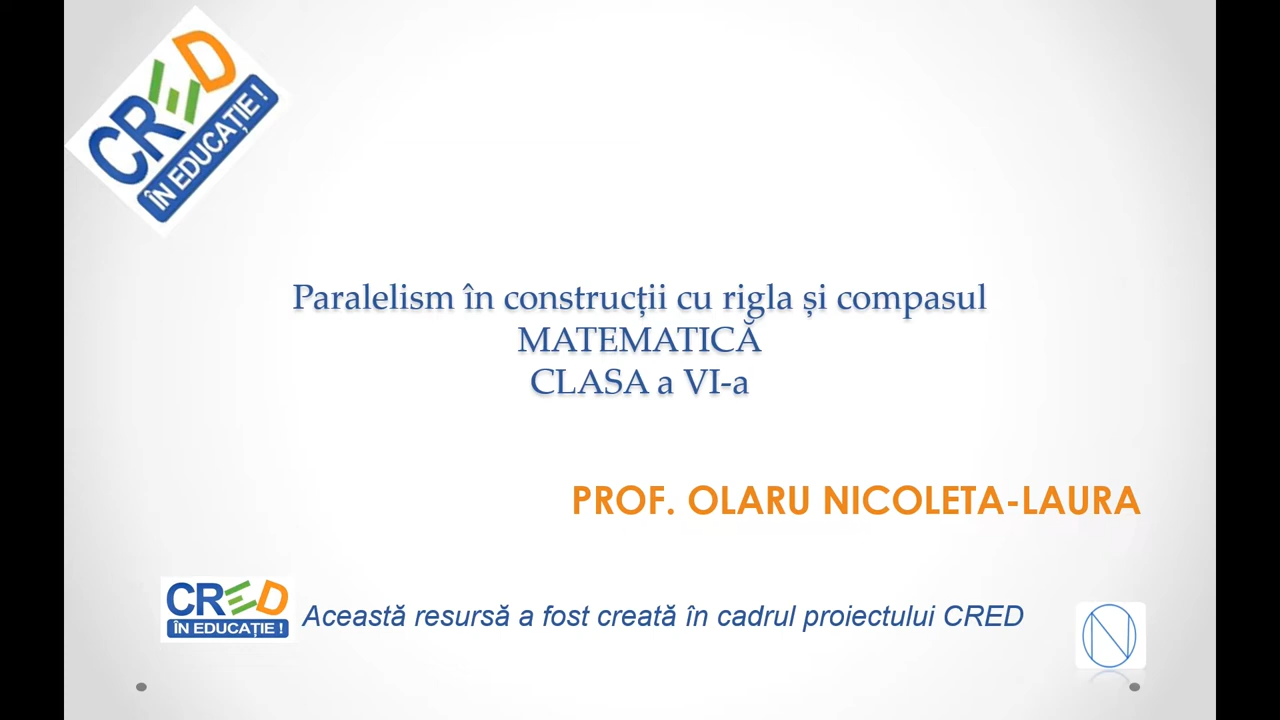 CRED
ÎN EDUCAȚIE !
Paralelism în construcții cu rigla și compasul
MATEMATICĂ
CLASA a VI-a
PROF. OLARU NICOLETA-LAURA
CRED
ÎN EDUCAȚIE !
Această resursă a fost creată în cadrul proiectului CRED
N